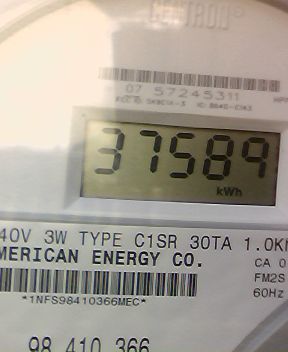 CENTRON®
07 57245311
37589
kWh
40V 3W TYPE C1SR 30TA 1.0K
MERICAN ENERGY CO.
CA 0
FM2S
60Hz
*1NFS98410366MEC*
98 410 366